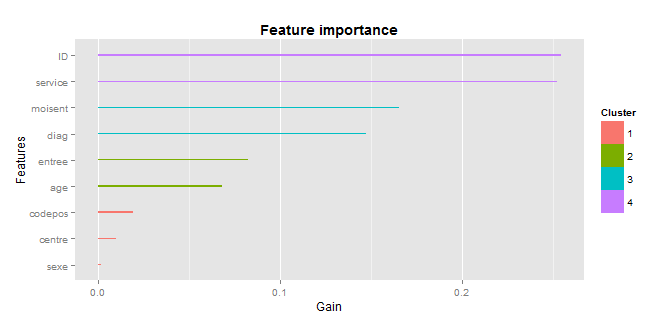 Feature importance
ID
service
moisent
diag
entree
age
codepos
centre
sexe
Features
0.0
0.1
0.2
Gain
Cluster
1
2
3
4